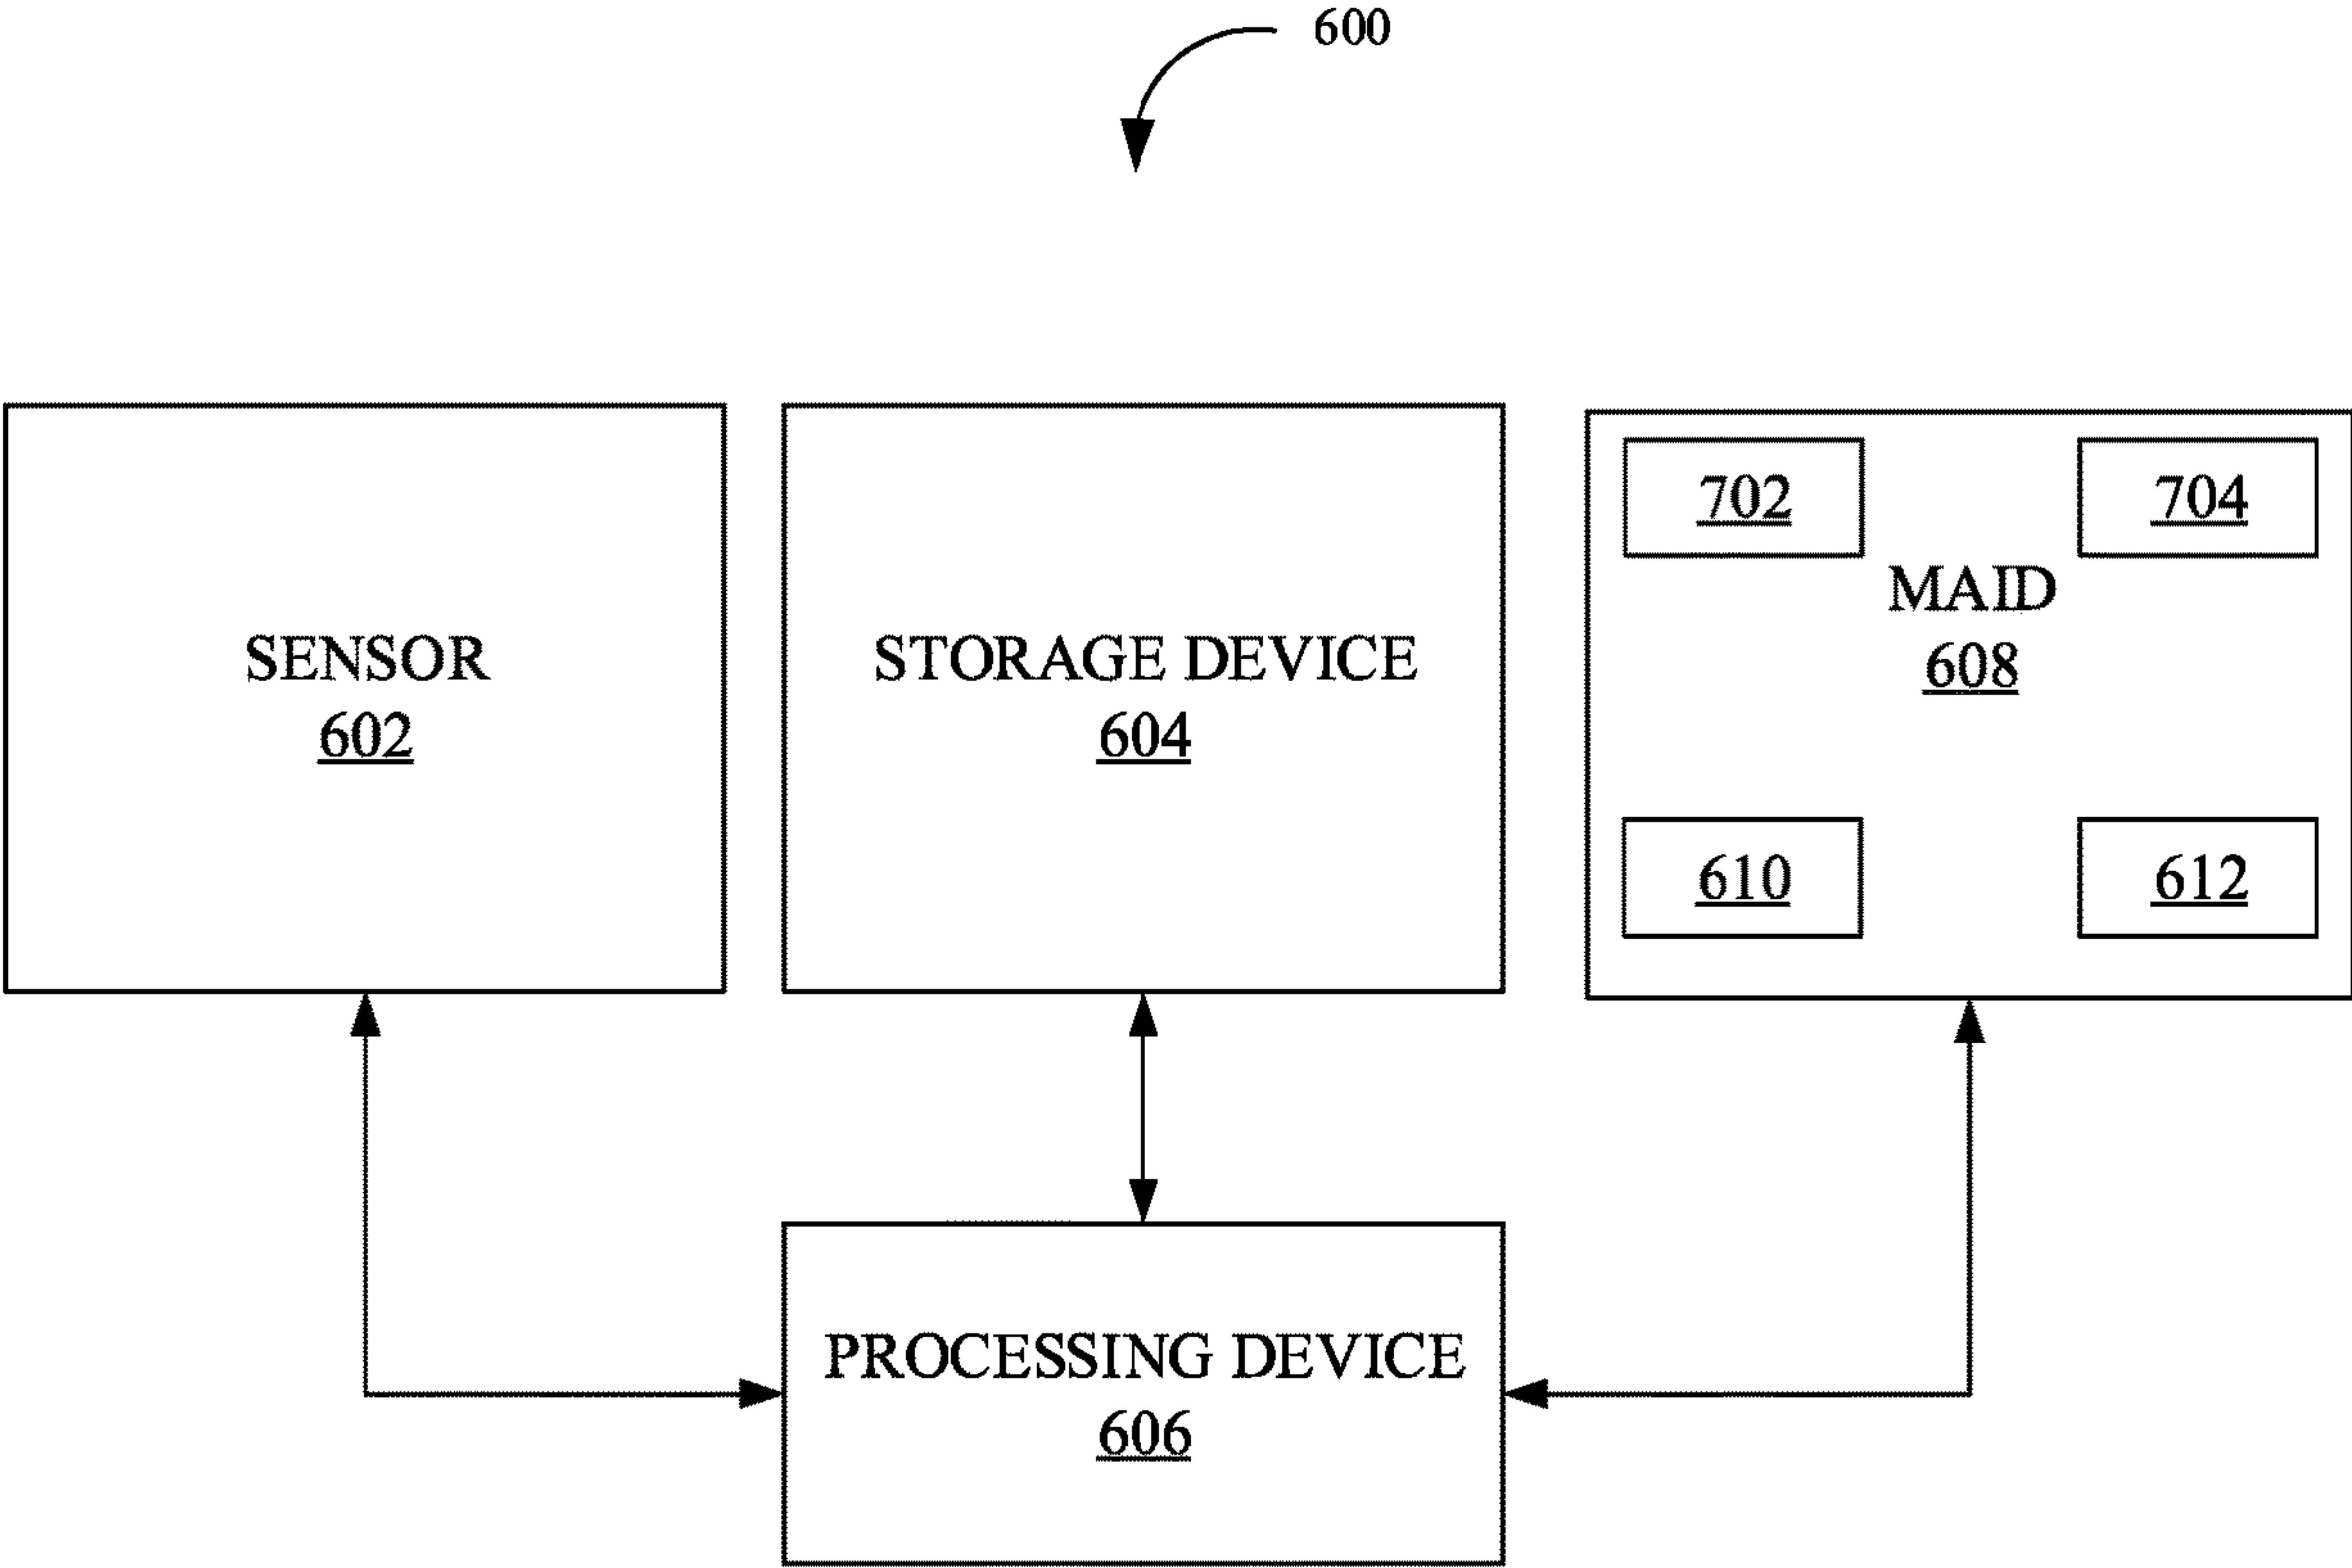 600
SENSOR
602
STORAGE DEVICE
604
702
704
MAID
608
610
612
PROCESSING DEVICE
606